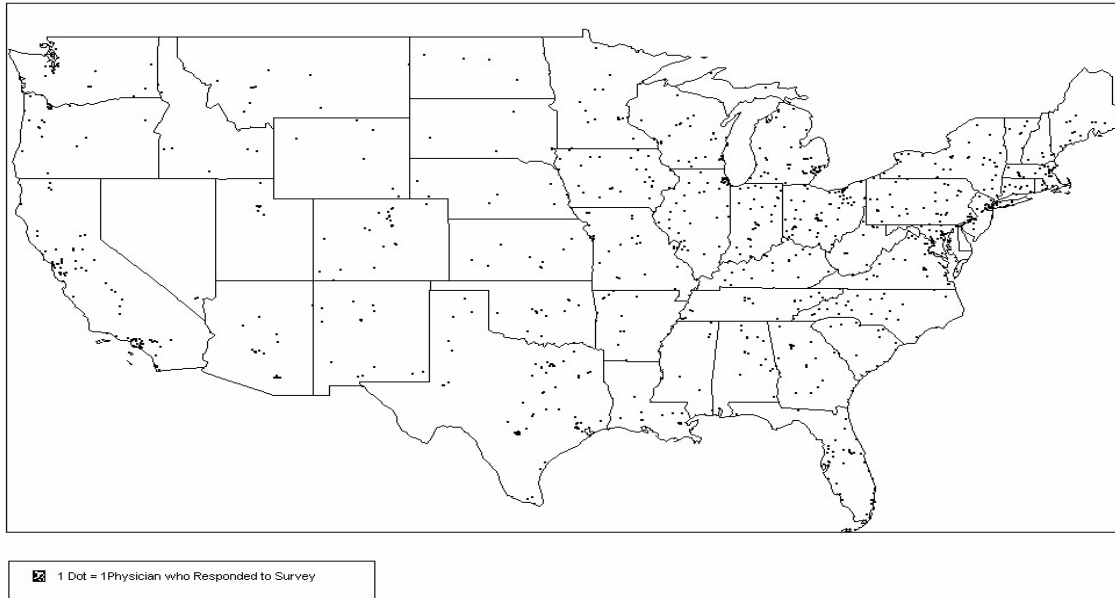 1 Dot = 1Physician who Responded to Survey